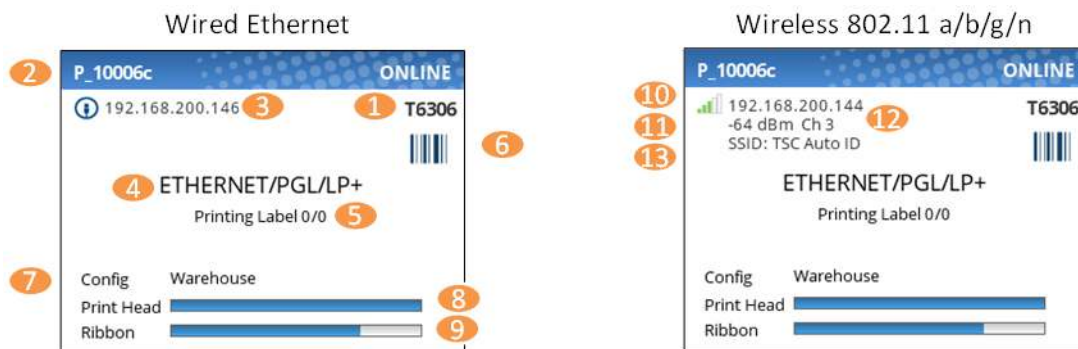 Wired Ethernet
2 P_10006c ONLINE
192.168.200.146 3 1 T6306
6
4 ETHERNET/PGL/LP+
Printing Label 0/0 5
7 Config Warehouse
Print Head 8
Ribbon 9
Wireless 802.11 a/b/g/n
P_10006c ONLINE
10 192.168.200.144 T6306
11 -64 dBm Ch 3 12
13 SSID: TSC Auto ID
ETHERNET/PGL/LP+
Printing Label 0/0
Config Warehouse
Print Head
Ribbon